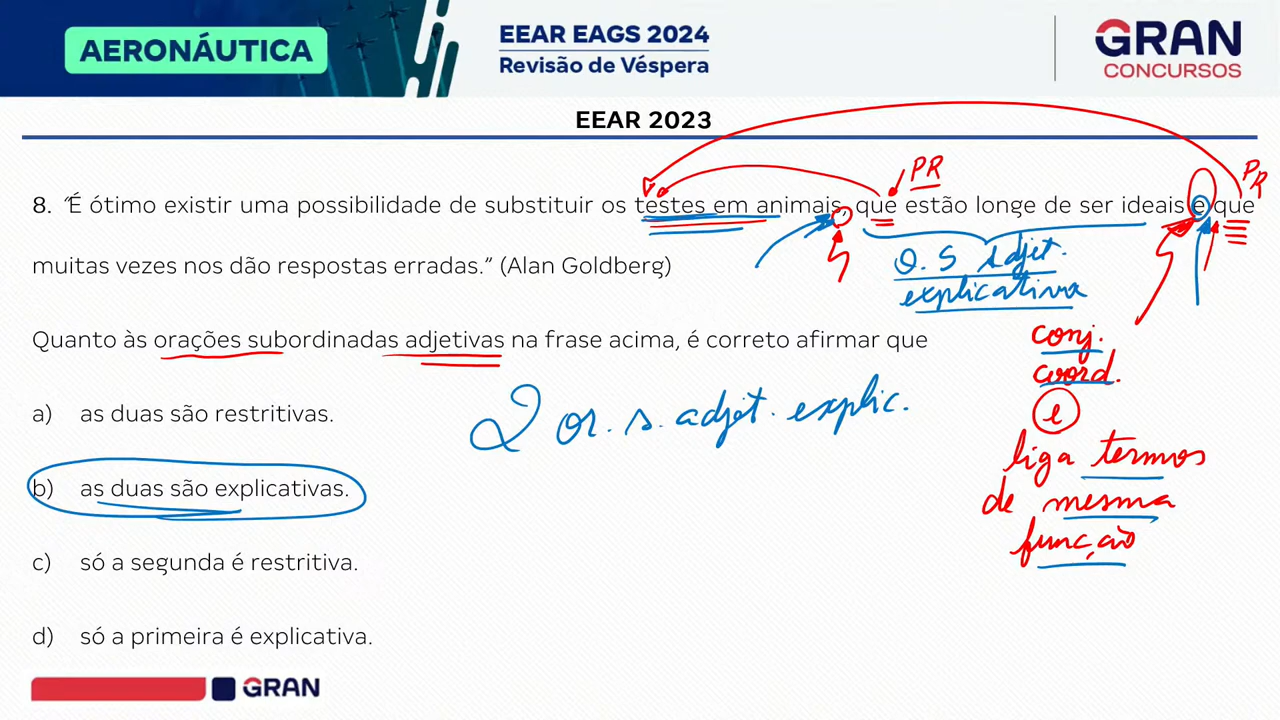 AERONÁUTICA
EEAR EAGS 2024
Revisão de Véspera
GRAN
CONCURSOS
EEAR 2023
PR
PR
8. “É ótimo existir uma possibilidade de substituir os testes em animais, que estão longe de ser ideais e que
muitas vezes nos dão respostas erradas.” (Alan Goldberg)
O. S Adjet.
explicativa
Quanto às orações subordinadas adjetivas na frase acima, é correto afirmar que
conj.
coord.
e
liga termos
de mesma
função
a) as duas são restritivas.
2 or. s. adjet. explic.
b) as duas são explicativas.
c) só a segunda é restritiva.
d) só a primeira é explicativa.
GRAN